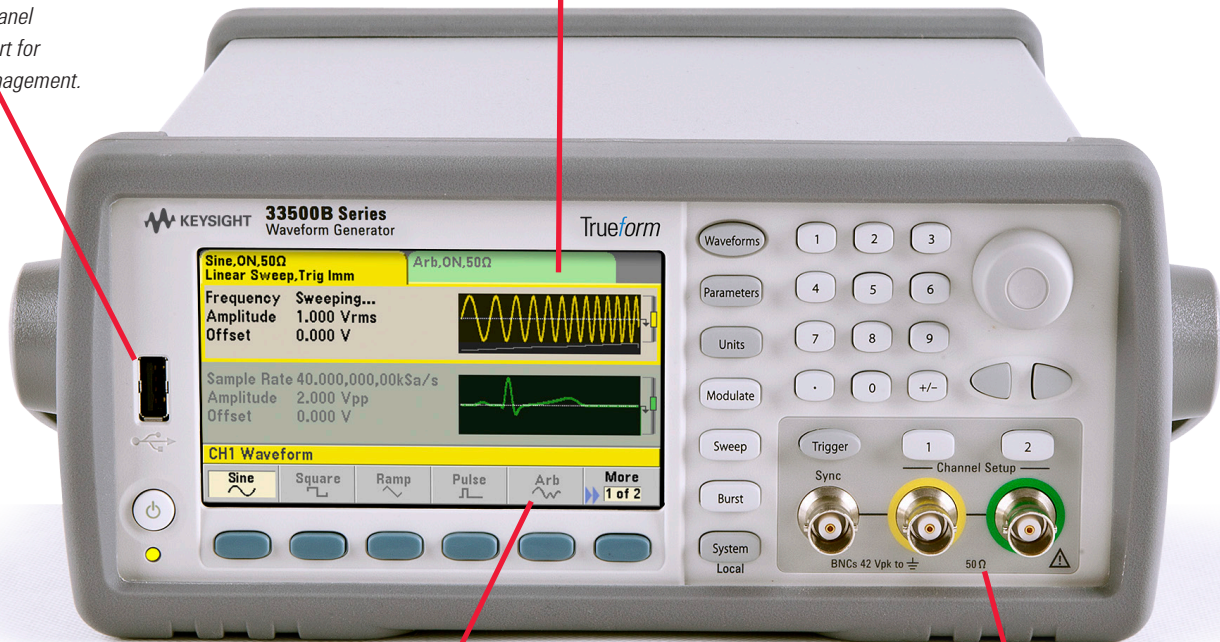 anel
rt for
nagement.
KEYSIGHT 33500B Series
Waveform Generator
Trueform
Sine,ON,50Ω
Linear Sweep,Trig Imm
Arb,ON,50Ω
Frequency Sweeping...
Amplitude 1.000 Vrms
Offset 0.000 V
Sample Rate 40.000,000,00kSa/s
Amplitude 2.000 Vpp
Offset 0.000 V
CH1 Waveform
Sine Square Ramp Pulse Arb More
1 of 2
Waveforms 1 2 3
Parameters 4 5 6
Units 7 8 9
Modulate . 0 +/−
Sweep Trigger 1 2
Sync Channel Setup
Burst
System
Local
BNCs 42 Vpk to 50 Ω